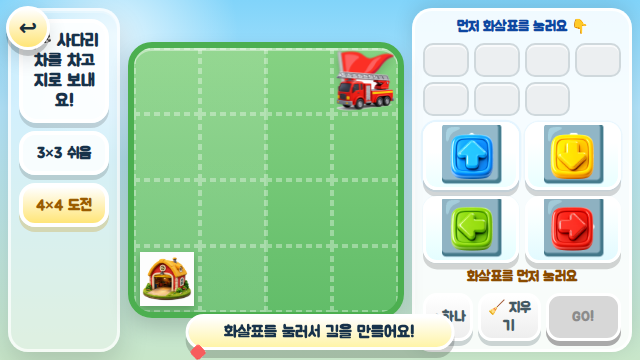 사다리
차를 차고
지로 보내
요!
3×3 쉬움
4×4 도전
먼저 화살표를 눌러요 👇
화살표를 먼저 눌러요
하나
🧹 지우
기
GO!
화살표를 눌러서 길을 만들어요!